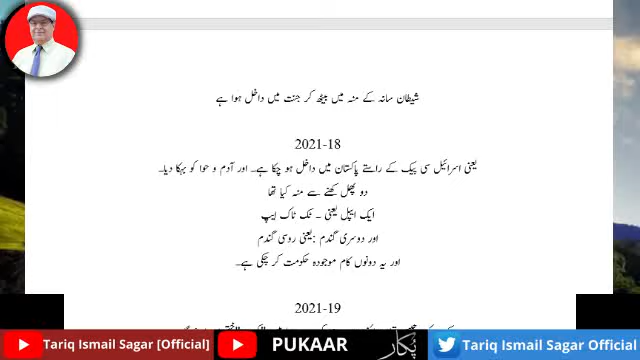 شیطان سانہ کے منہ میں بیٹھ کر جنت میں داخل ہوا ہے
2021-18
یعنی اسرائیل سی پیک کے راستے پاکستان میں داخل ہو چکا ہے۔ اور آدم و حوا کو بہکا دیا۔
دو پھل کھنے سے منہ کیا تھا
ایک ایپل یعنی ۔ ٹک ٹاک ایپ
اور دوسری گندم :یعنی روسی گندم
اور یہ دونوں کام موجودہ حکومت کر چکی ہے۔
2021-19
Tariq Ismail Sagar [Official]
PUKAAR
پکار
Tariq Ismail Sagar Official